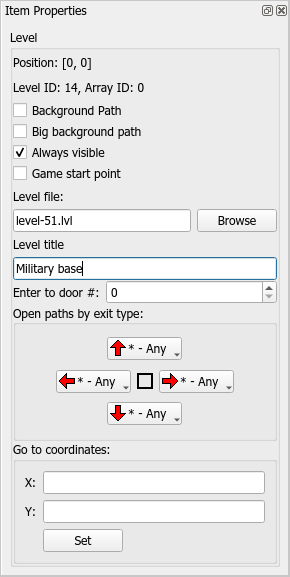 Item Properties
Level
Position: [0, 0]
Level ID: 14, Array ID: 0
Background Path
Big background path
Always visible
Game start point
Level file:
level-51.lvl Browse
Level title
Military base
Enter to door #: 0
Open paths by exit type:
* - Any
* - Any * - Any
* - Any
Go to coordinates:
X:
Y:
Set